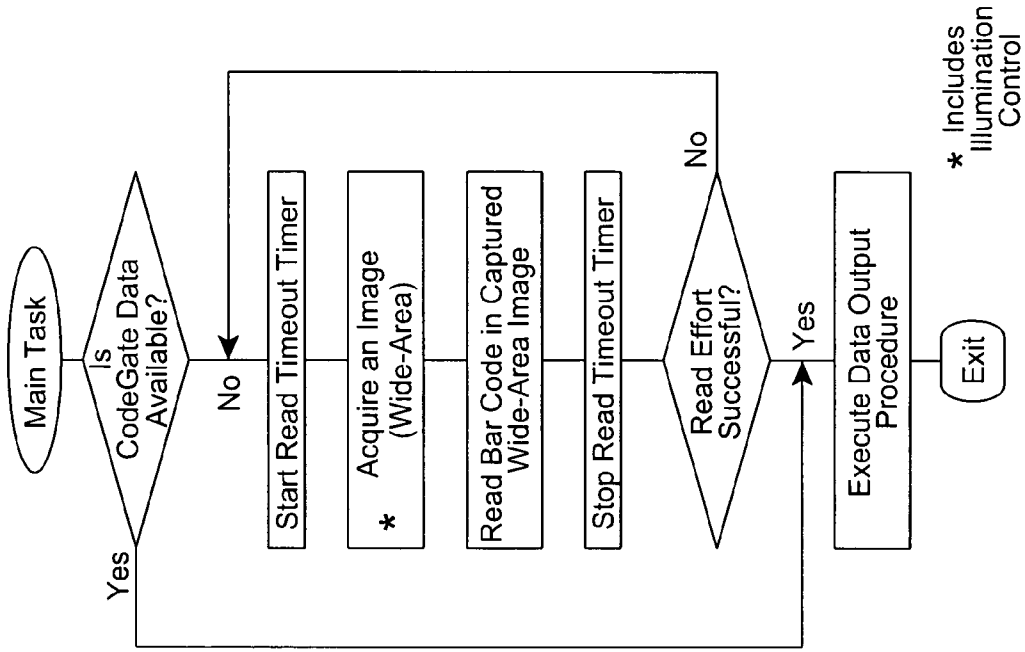 Main Task
Is
CodeGate Data
Available?
Yes
No
Start Read Timeout Timer
* Acquire an Image
(Wide-Area)
Read Bar Code in Captured
Wide-Area Image
Stop Read Timeout Timer
Read Effort
Successful?
No
Yes
Execute Data Output
Procedure
Exit
* Includes
Illumination
Control